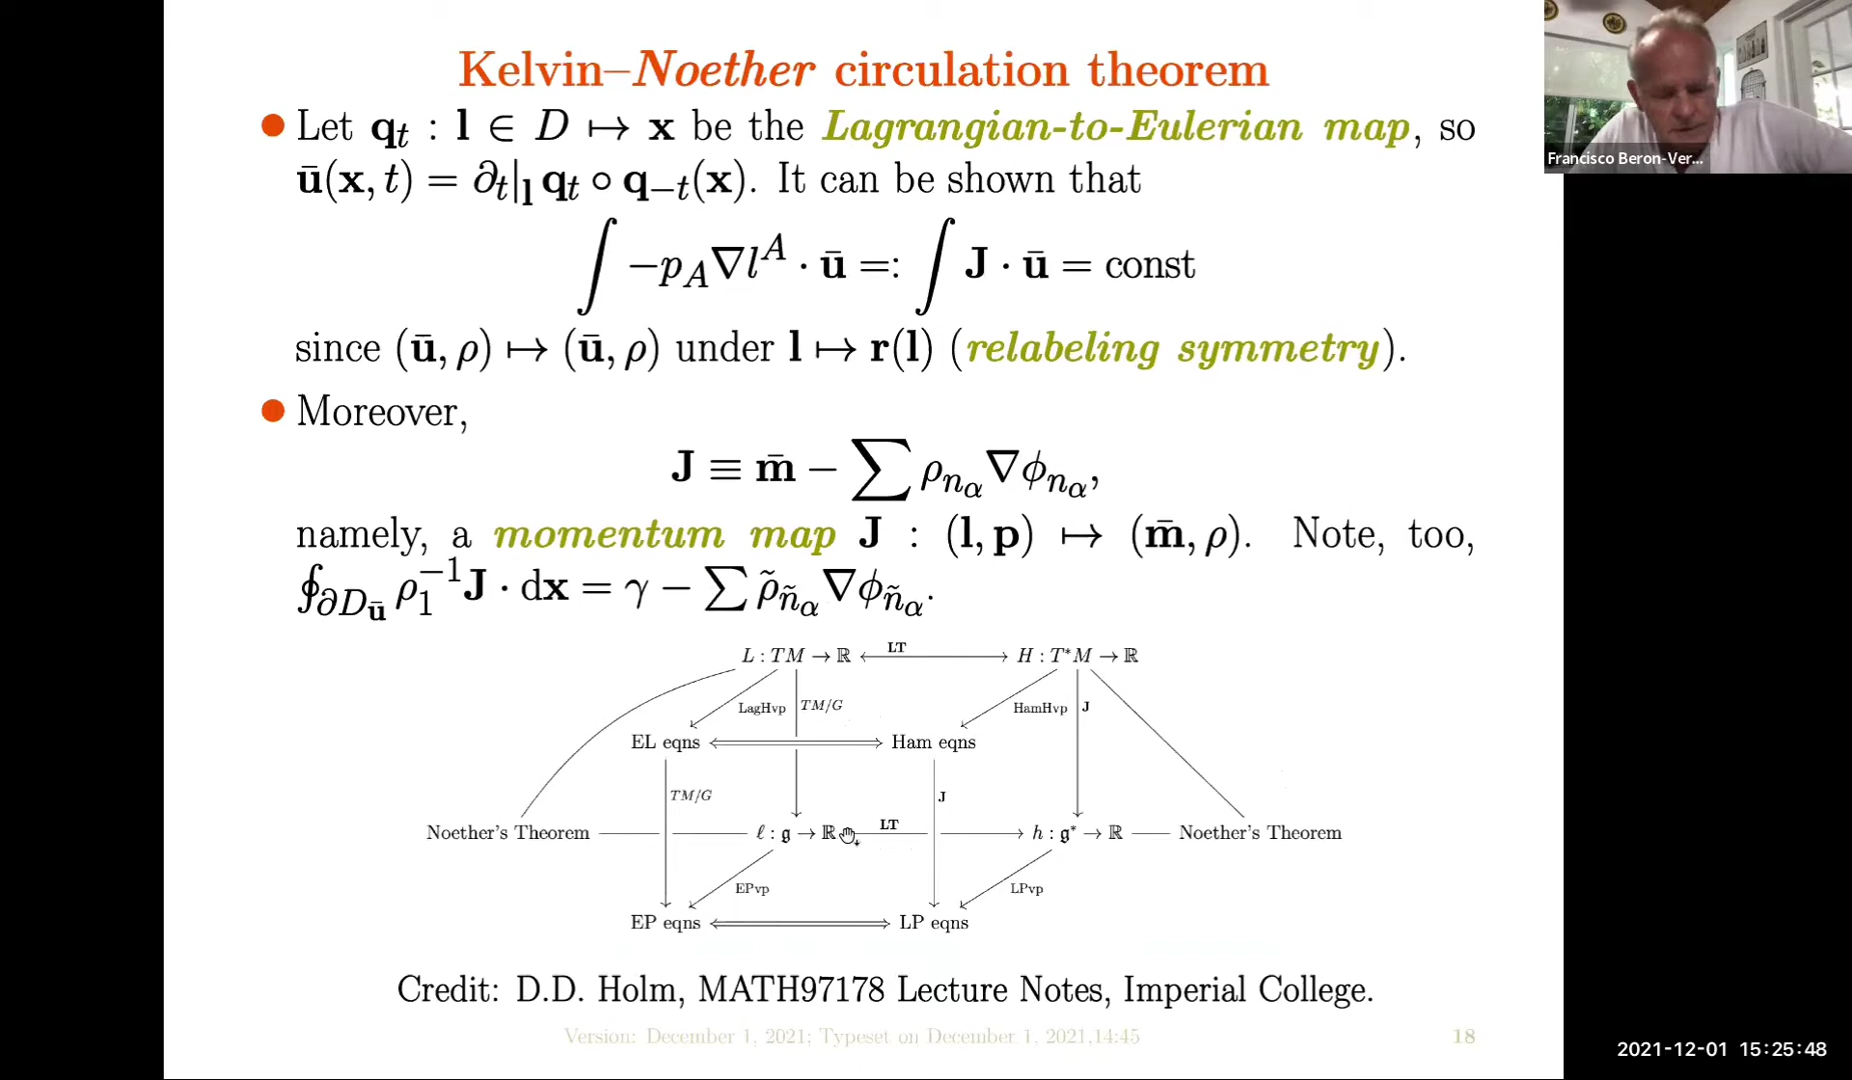 Kelvin–Noether circulation theorem
Francisco Beron-Ver...
● Let q_t : l ∈ D ↦ x be the Lagrangian-to-Eulerian map, so
ū(x, t) = ∂_t|_l q_t ∘ q_{−t}(x). It can be shown that
∫ −p_A∇l^A · ū =: ∫ J · ū = const
since (ū, ρ) ↦ (ū, ρ) under l ↦ r(l) (relabeling symmetry).
● Moreover,
J ≡ m̄ − ∑ ρ_{n_α}∇ϕ_{n_α},
namely, a momentum map J : (l, p) ↦ (m̄, ρ). Note, too,
∮_{∂D_ū} ρ_1^{−1}J · dx = γ − ∑ ρ̃_{ñ_α}∇ϕ_{ñ_α}.
L : TM → ℝ LT H : T*M → ℝ
LagHvp TM/G HamHvp J
EL eqns Ham eqns
TM/G J
Noether's Theorem ℓ : 𝔤 → ℝ LT h : 𝔤* → ℝ Noether's Theorem
EPvp LPvp
EP eqns LP eqns
Credit: D.D. Holm, MATH97178 Lecture Notes, Imperial College.
Version: December 1, 2021; Typeset on December 1, 2021,14:45 18
2021-12-01 15:25:48